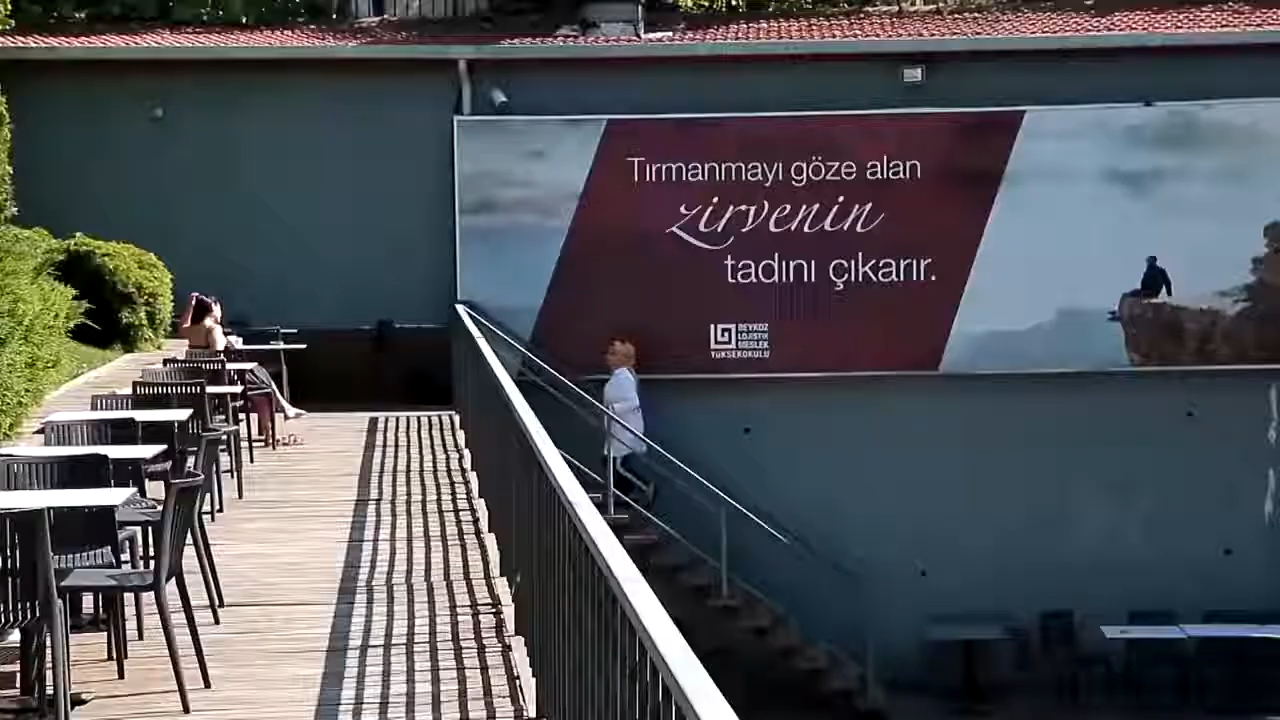 Tırmanmayı göze alan
zirvenin
tadını çıkarır.
BEYKOZ
LOJİSTİK
MESLEK
YÜKSEKOKULU